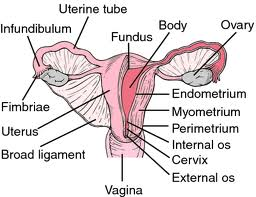 Uterine tube
Infundibulum
Body
Ovary
Fundus
Fimbriae
Uterus
Broad ligament
Vagina
Endometrium
Myometrium
Perimetrium
Internal os
Cervix
External os